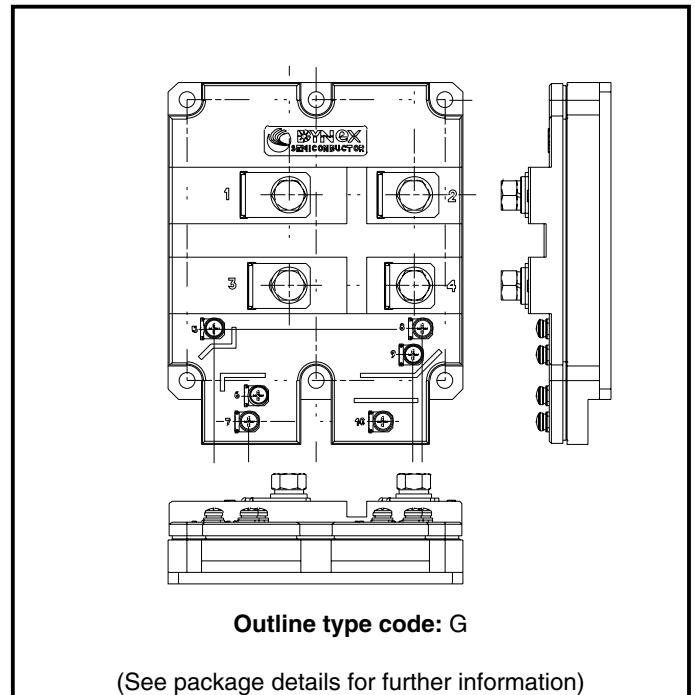 DYNEX
SEMICONDUCTOR
1
2
3
4
5
8
9
6
7
10
Outline type code: G
(See package details for further information)